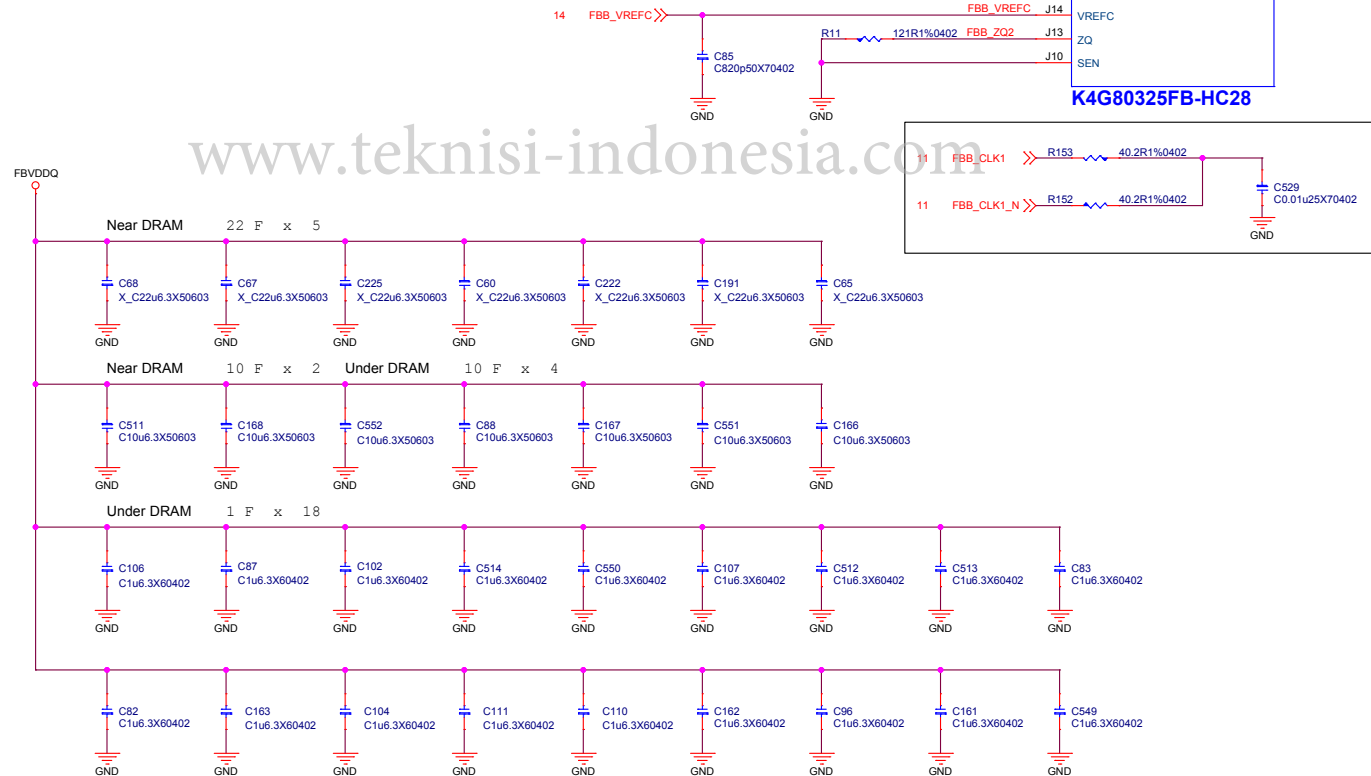 14 FBB_VREFC FBB_VREFC J14 VREFC
R11 121R1%0402 FBB_ZQ2 J13 ZQ
J10 SEN
C85
C820p50X70402
GND GND
K4G80325FB-HC28
www.teknisi-indonesia.com
11 FBB_CLK1 R153 40.2R1%0402
C529
C0.01u25X70402
11 FBB_CLK1_N R152 40.2R1%0402
GND
FBVDDQ
Near DRAM 22 F x 5
C68 C67 C225 C60 C222 C191 C65
X_C22u6.3X50603 X_C22u6.3X50603 X_C22u6.3X50603 X_C22u6.3X50603 X_C22u6.3X50603 X_C22u6.3X50603 X_C22u6.3X50603
GND GND GND GND GND GND GND
Near DRAM 10 F x 2 Under DRAM 10 F x 4
C511 C168 C552 C88 C167 C551 C166
C10u6.3X50603 C10u6.3X50603 C10u6.3X50603 C10u6.3X50603 C10u6.3X50603 C10u6.3X50603 C10u6.3X50603
GND GND GND GND GND GND GND
Under DRAM 1 F x 18
C106 C87 C102 C514 C550 C107 C512 C513 C83
C1u6.3X60402 C1u6.3X60402 C1u6.3X60402 C1u6.3X60402 C1u6.3X60402 C1u6.3X60402 C1u6.3X60402 C1u6.3X60402 C1u6.3X60402
GND GND GND GND GND GND GND GND GND
C82 C163 C104 C111 C110 C162 C96 C161 C549
C1u6.3X60402 C1u6.3X60402 C1u6.3X60402 C1u6.3X60402 C1u6.3X60402 C1u6.3X60402 C1u6.3X60402 C1u6.3X60402 C1u6.3X60402
GND GND GND GND GND GND GND GND GND